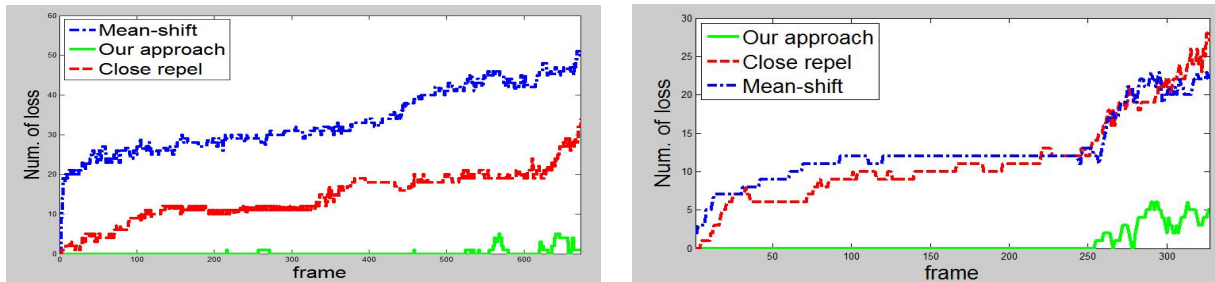 60
50
40
30
20
10
0
Num. of loss
Mean-shift
Our approach
Close repel
0 100 200 300 400 500 600
frame
30
25
20
15
10
5
0
Num. of loss
Our approach
Close repel
Mean-shift
50 100 150 200 250 300
frame